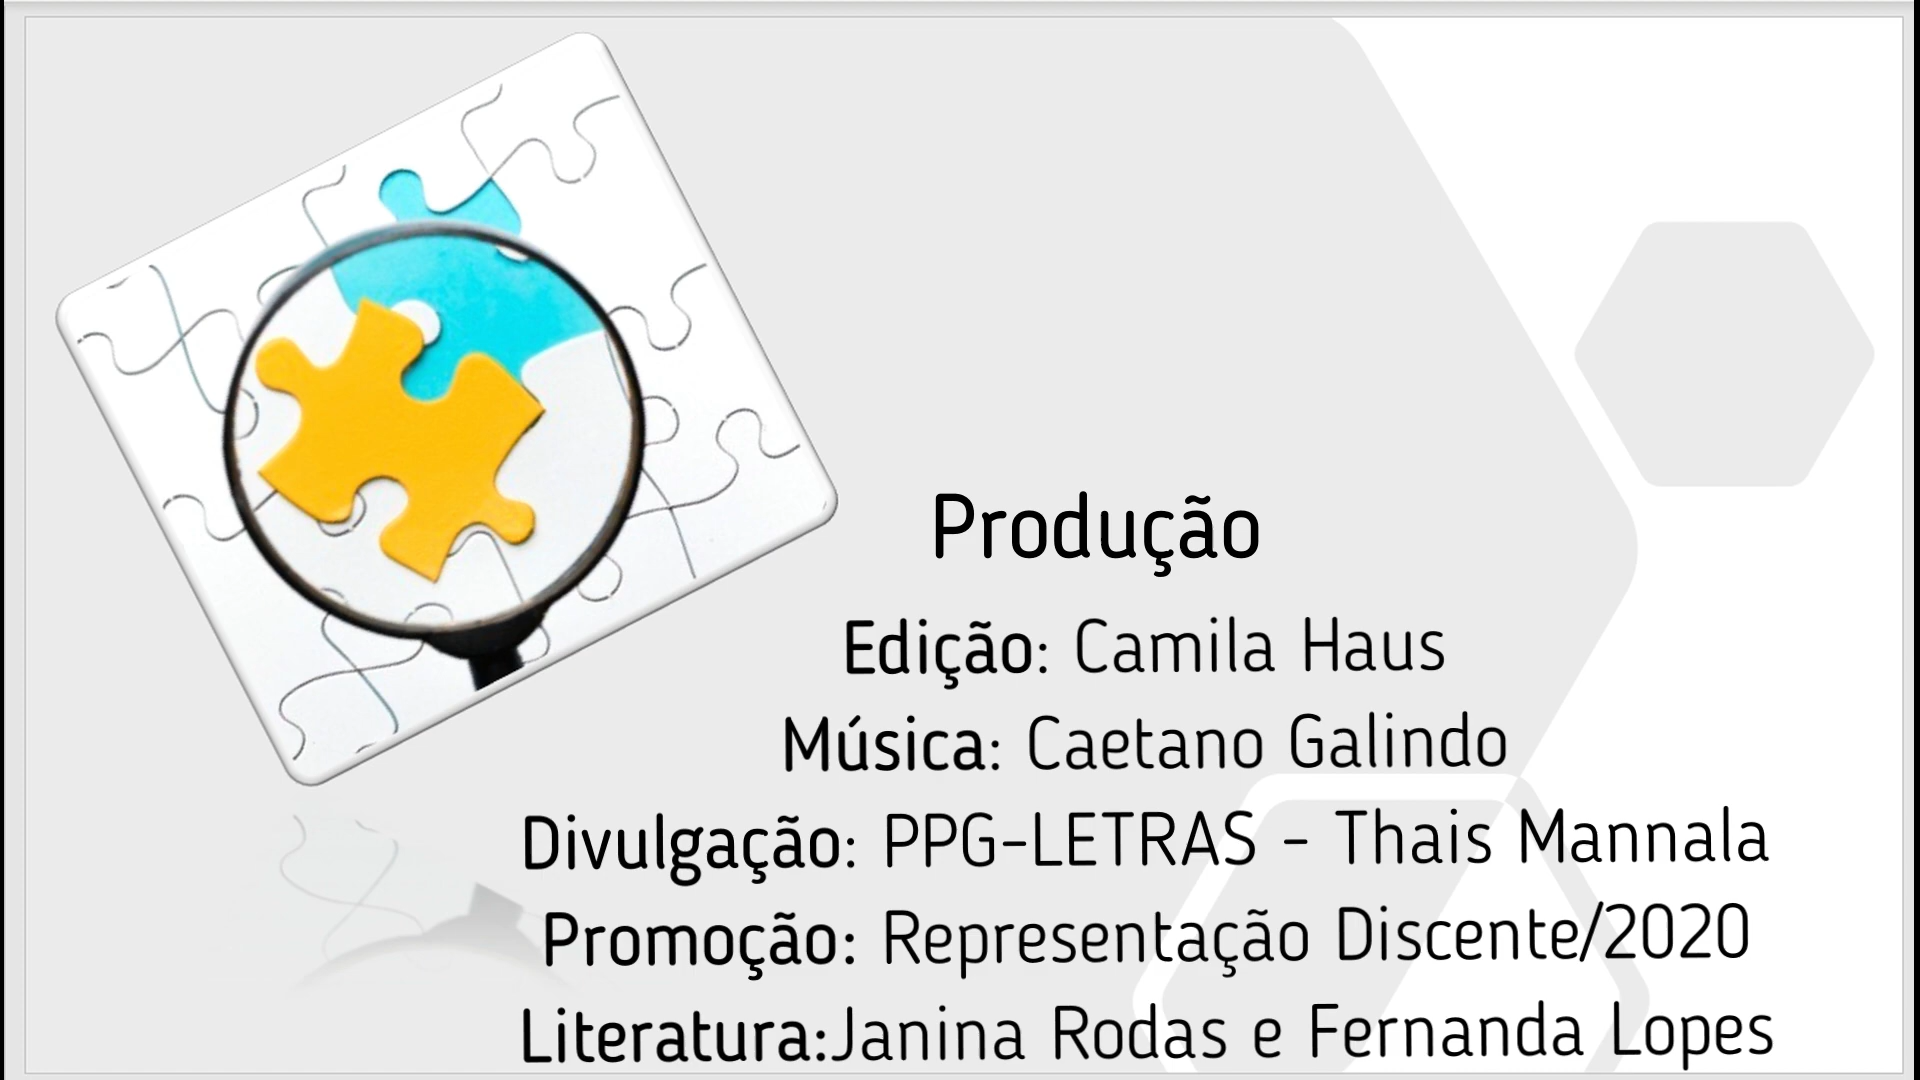 Produção
Edição: Camila Haus
Música: Caetano Galindo
Divulgação: PPG-LETRAS - Thais Mannala
Promoção: Representação Discente/2020
Literatura:Janina Rodas e Fernanda Lopes